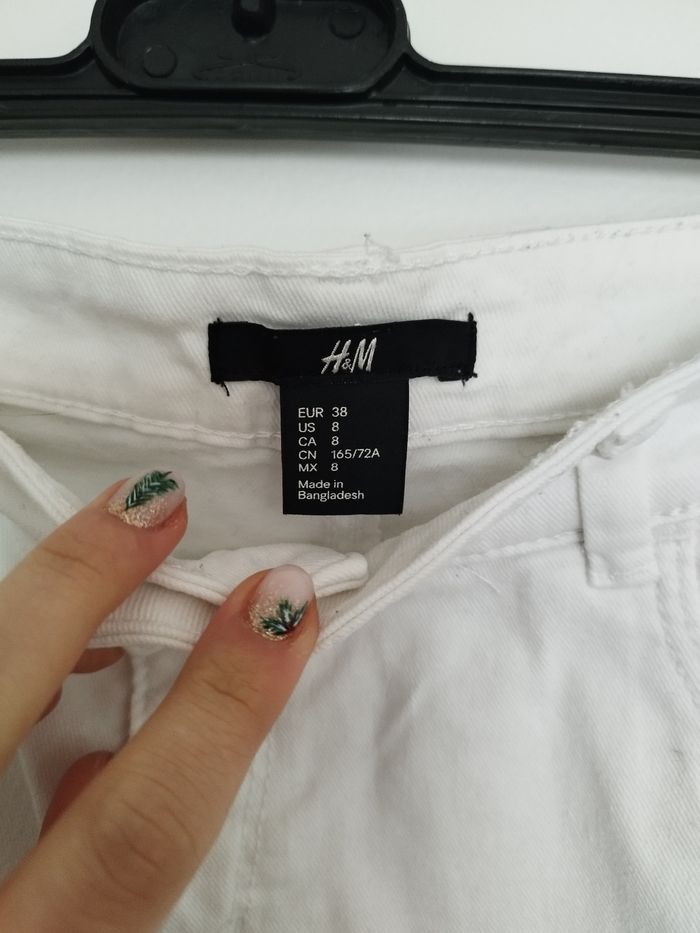 H&M
EUR 38
US 8
CA 8
CN 165/72A
MX 8
Made in
Bangladesh